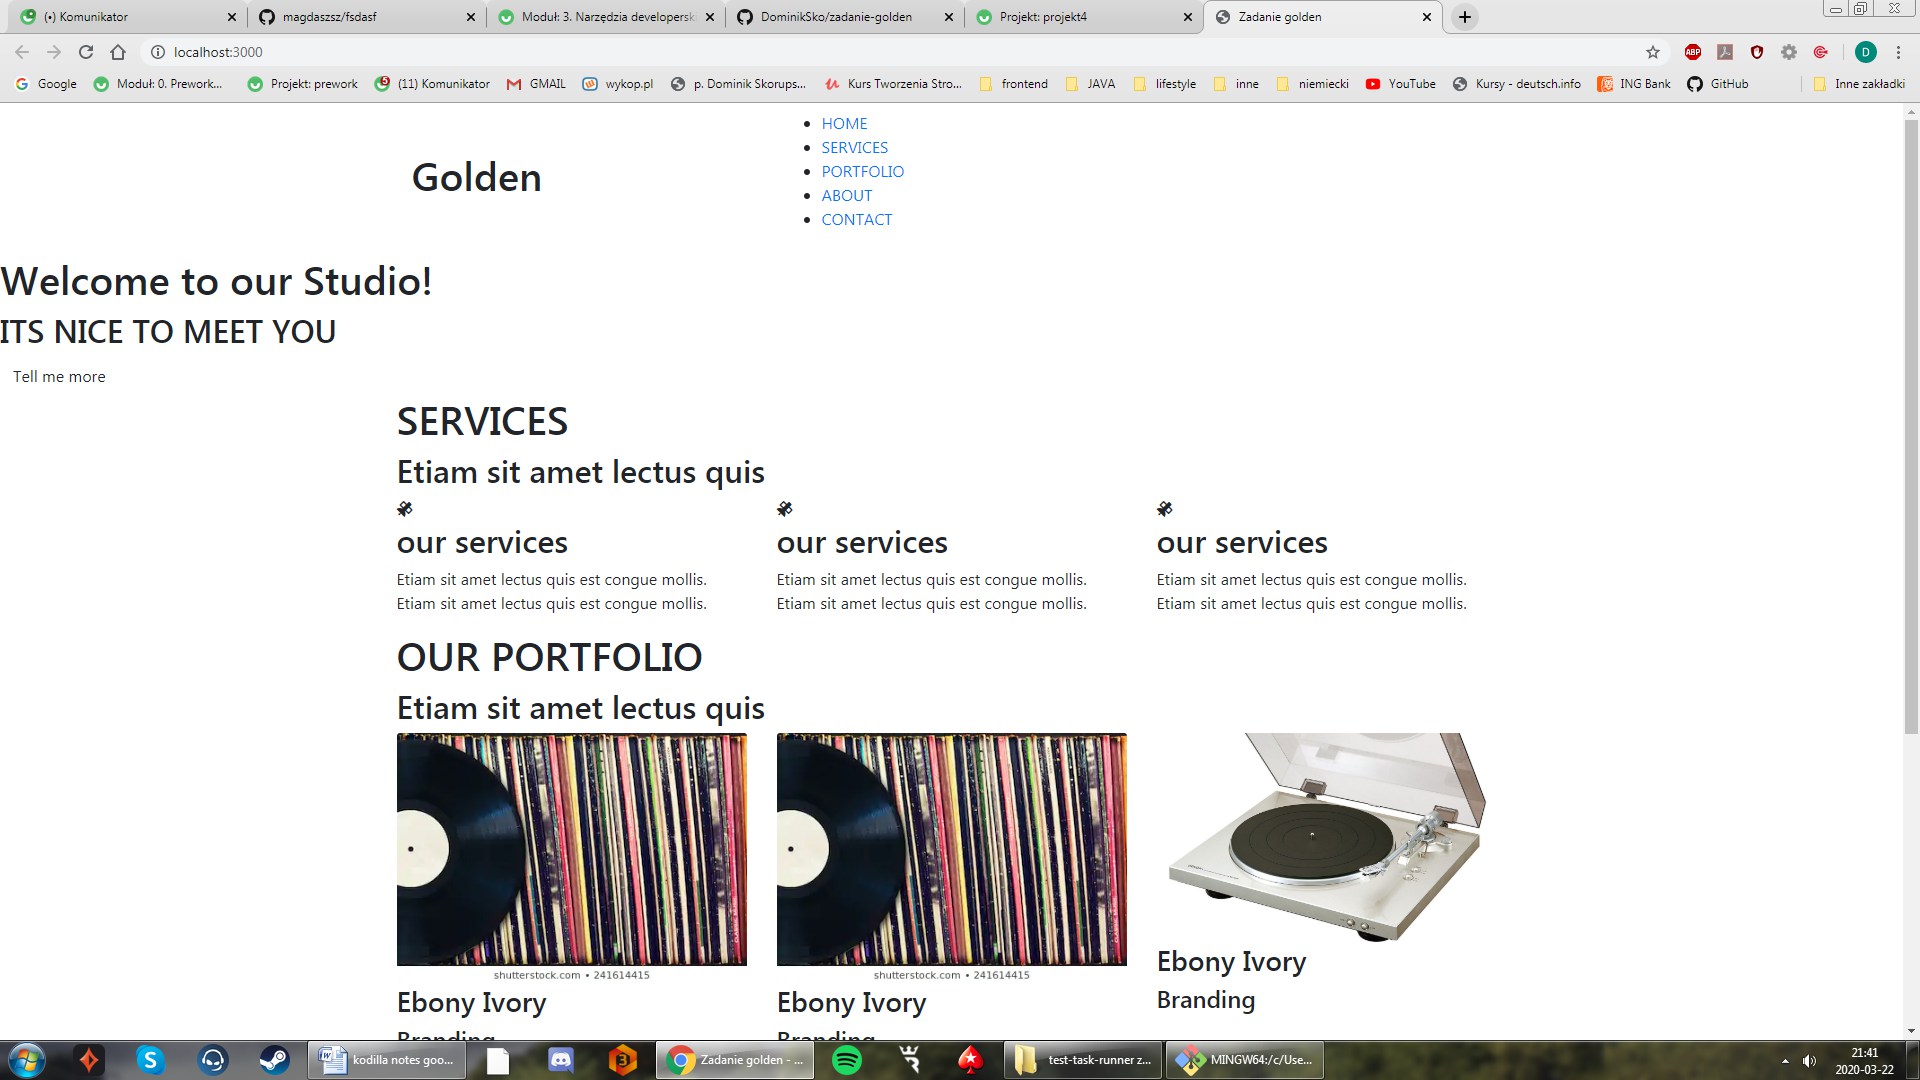 (•) Komunikator
magdaszsz/fsdasf
Moduł: 3. Narzędzia developersk
DominikSko/zadanie-golden
Projekt: projekt4
Zadanie golden
localhost:3000
ABP
D
Google
Moduł: 0. Prework...
Projekt: prework
5
(11) Komunikator
GMAIL
wykop.pl
p. Dominik Skorups...
Kurs Tworzenia Stro...
frontend
JAVA
lifestyle
inne
niemiecki
YouTube
Kursy - deutsch.info
ING Bank
GitHub
Inne zakładki
Golden
HOME
SERVICES
PORTFOLIO
ABOUT
CONTACT
Welcome to our Studio!
ITS NICE TO MEET YOU
Tell me more
SERVICES
Etiam sit amet lectus quis
our services
Etiam sit amet lectus quis est congue mollis.
Etiam sit amet lectus quis est congue mollis.
our services
Etiam sit amet lectus quis est congue mollis.
Etiam sit amet lectus quis est congue mollis.
our services
Etiam sit amet lectus quis est congue mollis.
Etiam sit amet lectus quis est congue mollis.
OUR PORTFOLIO
Etiam sit amet lectus quis
shutterstock.com • 241614415
Ebony Ivory
Branding
shutterstock.com • 241614415
Ebony Ivory
Branding
Ebony Ivory
Branding
kodilla notes goo...
Zadanie golden - ...
test-task-runner z...
MINGW64:/c/Use...
21:41
2020-03-22